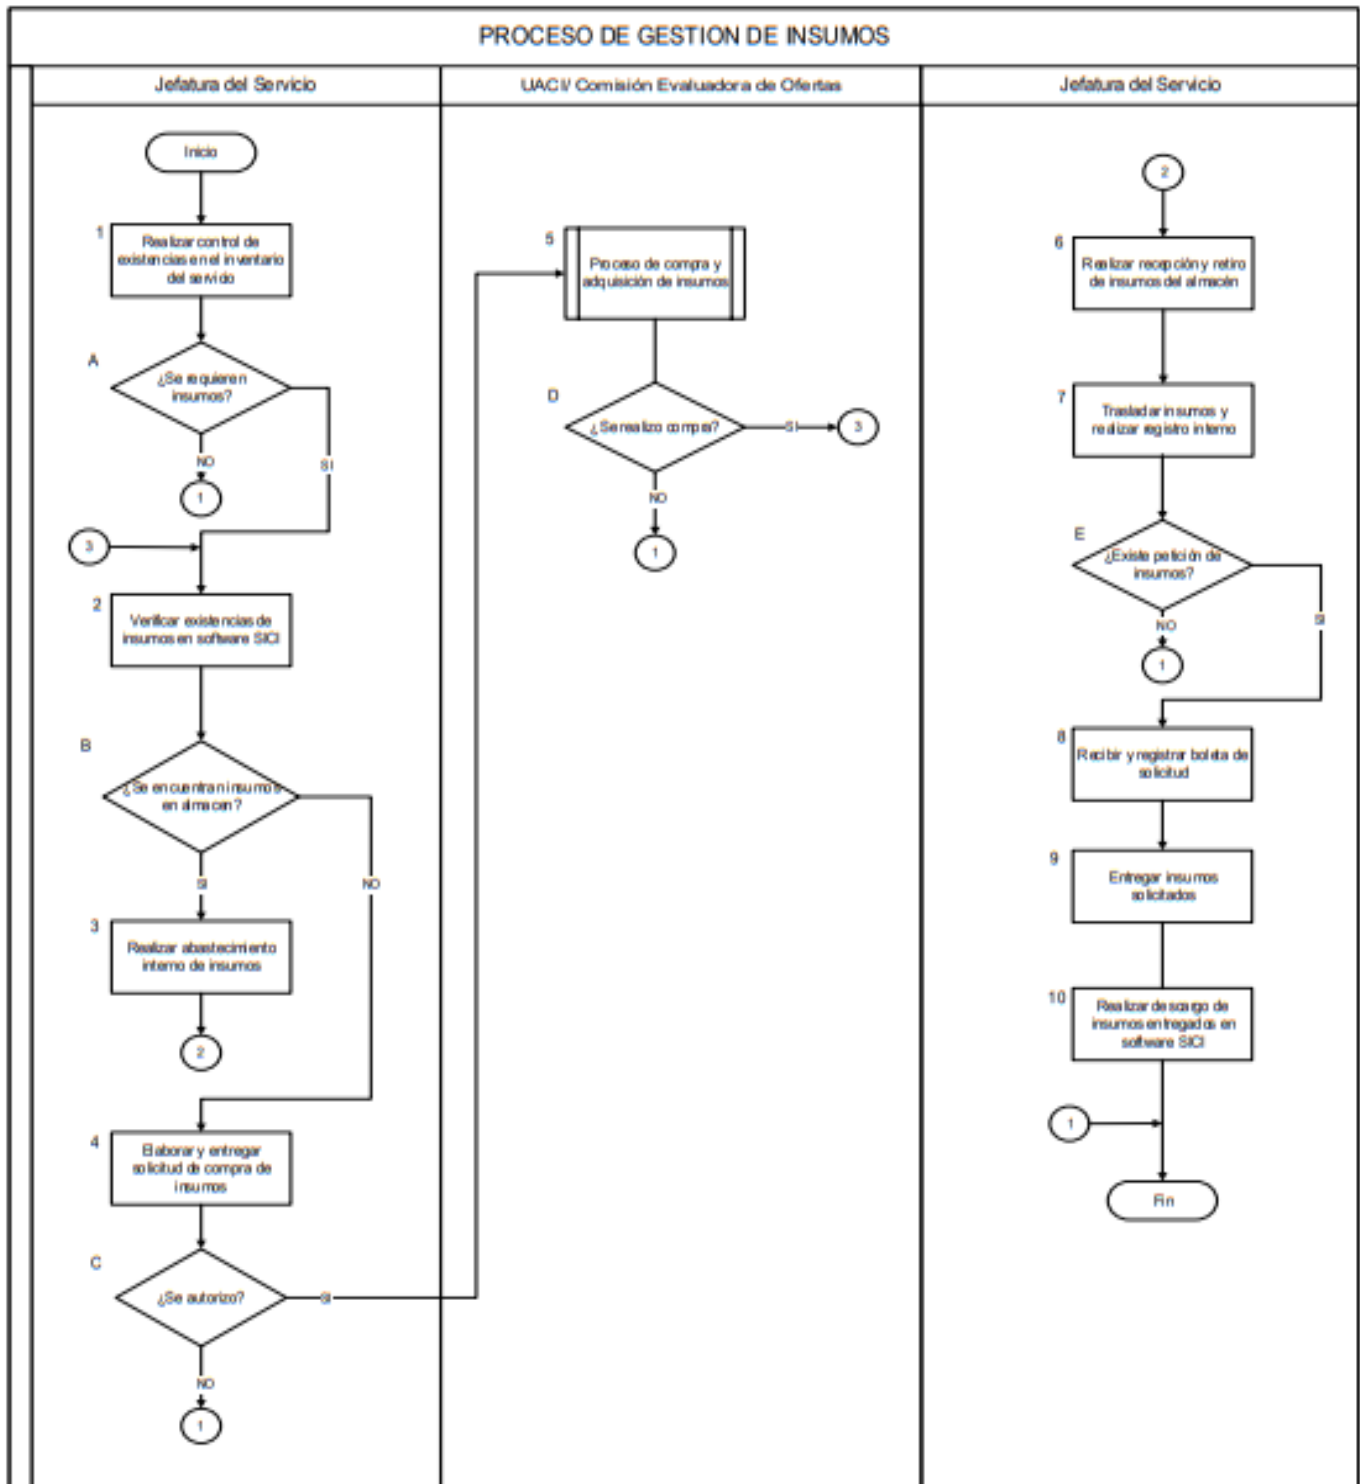 PROCESO DE GESTION DE INSUMOS
Jefatura del Servicio
UACI/ Comisión Evaluadora de Ofertas
Jefatura del Servicio
Inicio
1
Realizar control de
existencias en el inventario
del servicio
A
¿Se requieren
insumos?
NO
SI
1
3
2
Verificar existencias de
insumos en software SICI
B
¿Se encuentran insumos
en almacen?
SI
NO
3
Realizar abastecimiento
interno de insumos
2
4
Elaborar y entregar
solicitud de compra de
insumos
C
¿Se autorizo?
SI
NO
1
5
Proceso de compra y
adquisición de insumos
D
¿Se realizo compra?
SI
3
NO
1
2
6
Realizar recepción y retiro
de insumos del almacén
7
Trasladar insumos y
realizar registro interno
E
¿Existe petición de
insumos?
NO
SI
1
8
Recibir y registrar boleta de
solicitud
9
Entregar insumos
solicitados
10
Realizar descargo de
insumos entregados en
software SICI
1
Fin